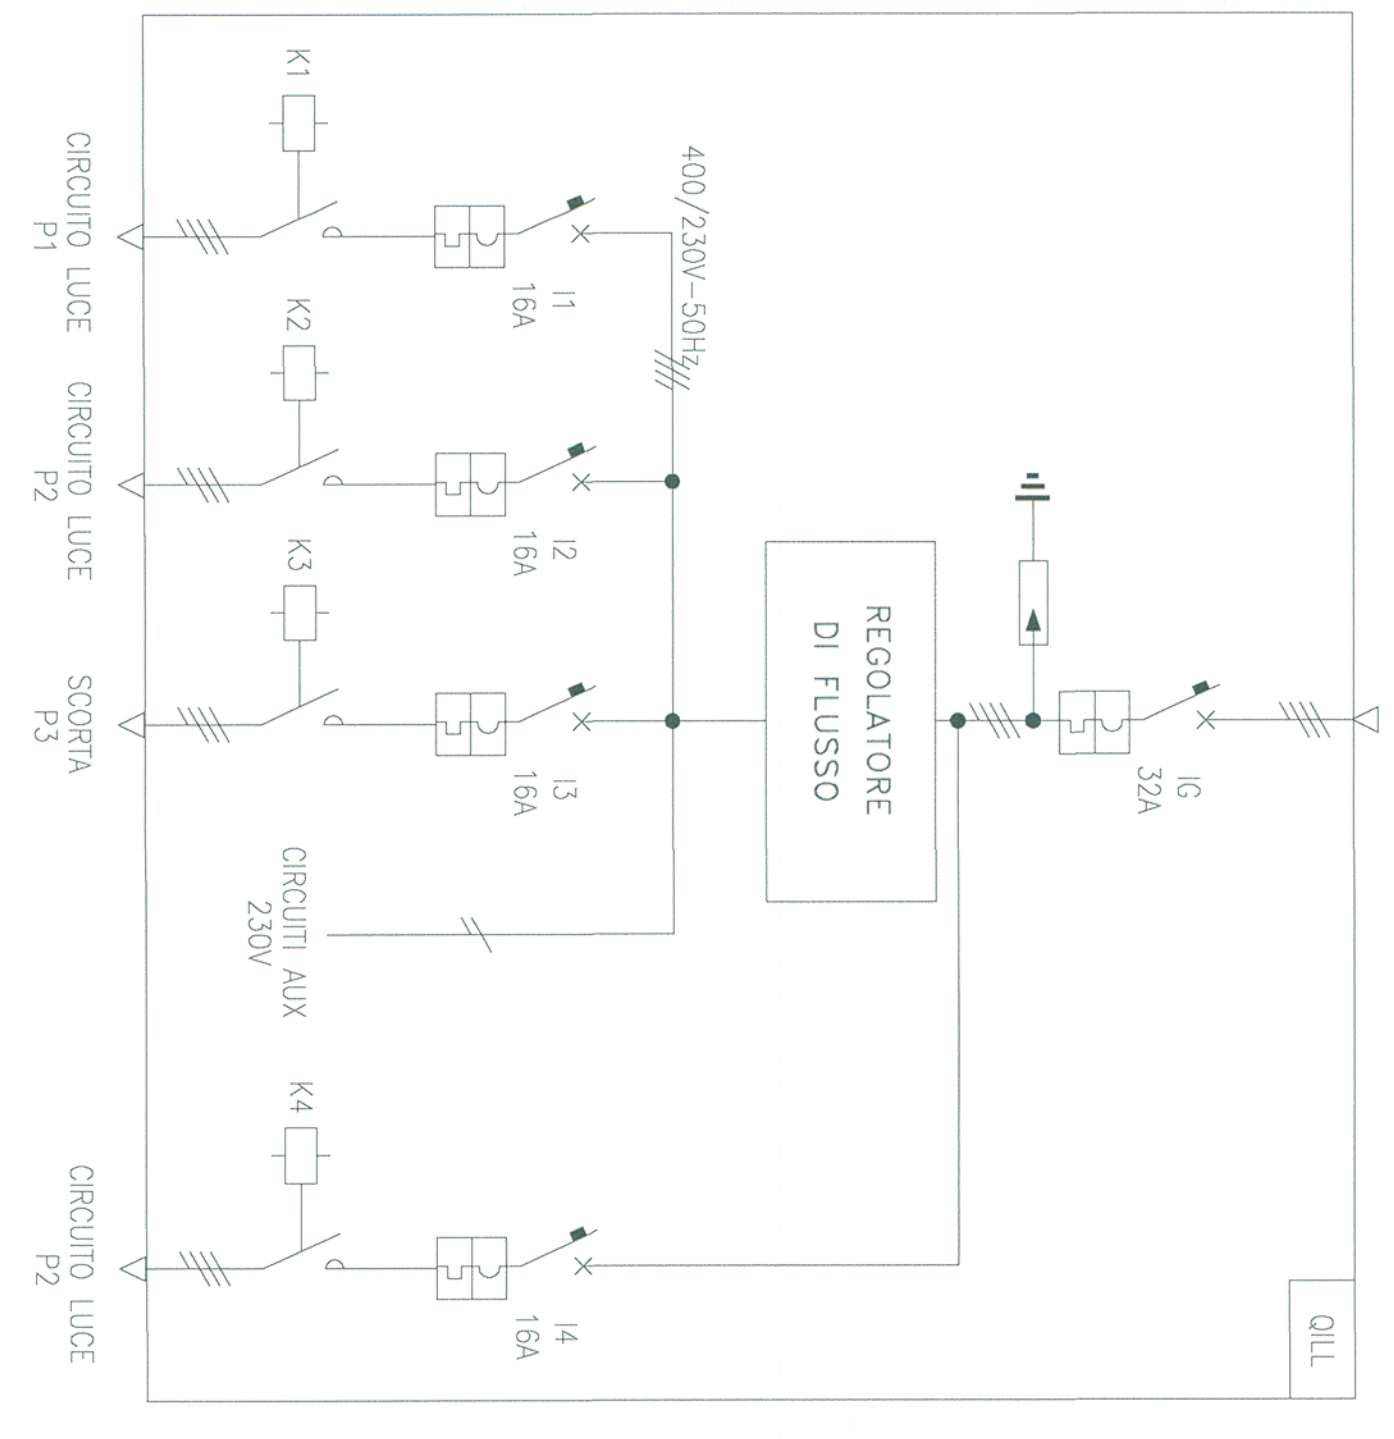 QILL
IG
32A
REGOLATORE
DI FLUSSO
400/230V-50Hz
I1
16A
I2
16A
I3
16A
I4
16A
K1
K2
K3
K4
CIRCUITI AUX
230V
CIRCUITO LUCE
P1
CIRCUITO LUCE
P2
SCORTA
P3
CIRCUITO LUCE
P2